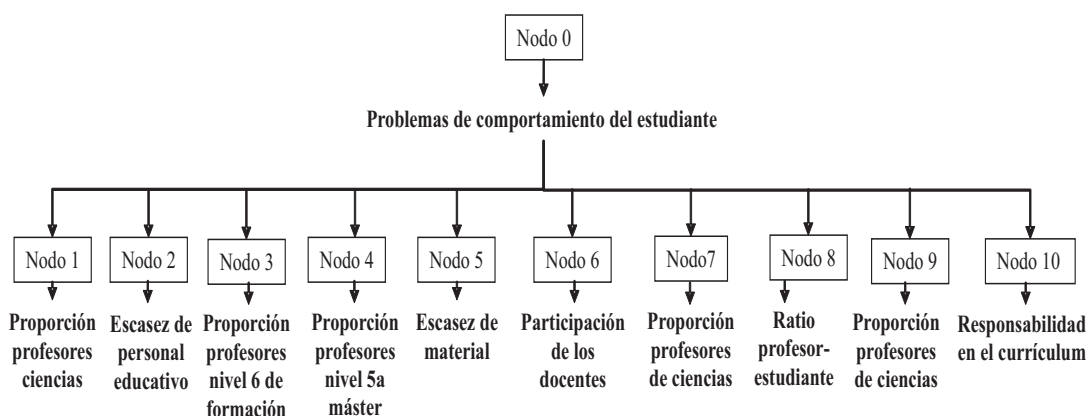 Nodo 0
Problemas de comportamiento del estudiante
Nodo 1
Nodo 2
Nodo 3
Nodo 4
Nodo 5
Nodo 6
Nodo7
Nodo 8
Nodo 9
Nodo 10
Proporción
profesores
ciencias
Escasez de
personal
educativo
Proporción
profesores
nivel 6 de
formación
Proporción
profesores
nivel 5a
máster
Escasez de
material
Participación
de los
docentes
Proporción
profesores
de ciencias
Ratio
profesor-
estudiante
Proporción
profesores
de ciencias
Responsabilidad
en el currículum